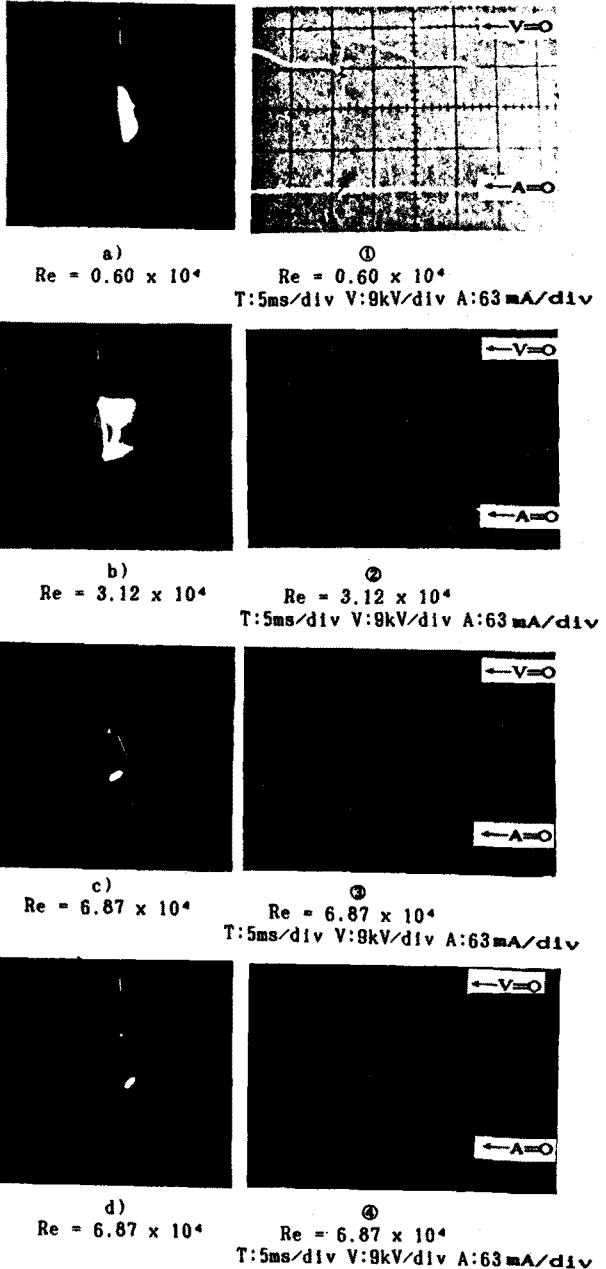 ←V=O
←A=O
a)
Re = 0.60 x 10⁴
①
Re = 0.60 x 10⁴
T:5ms/div V:9kV/div A:63mA/div
←V=O
←A=O
b)
Re = 3.12 x 10⁴
②
Re = 3.12 x 10⁴
T:5ms/div V:9kV/div A:63mA/div
←V=O
←A=O
c)
Re = 6.87 x 10⁴
③
Re = 6.87 x 10⁴
T:5ms/div V:9kV/div A:63mA/div
←V=O
←A=O
d)
Re = 6.87 x 10⁴
④
Re = 6.87 x 10⁴
T:5ms/div V:9kV/div A:63mA/div